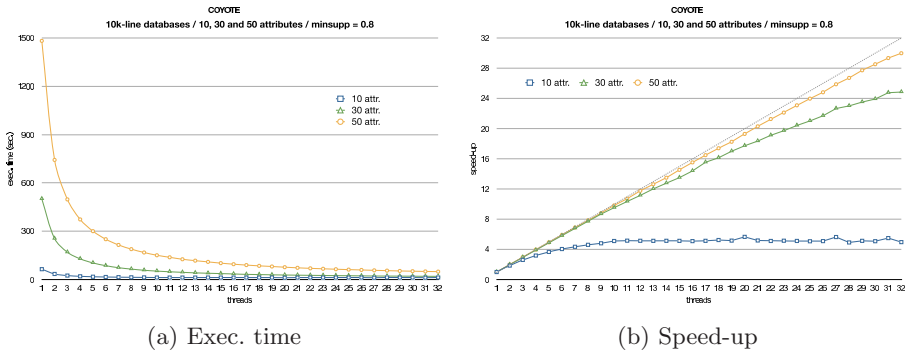 COYOTE
10k-line databases / 10, 30 and 50 attributes / minsupp = 0.8
1500
1200
900
600
300
0
exec. time (sec.)
10 attr.
30 attr.
50 attr.
1 2 3 4 5 6 7 8 9 10 11 12 13 14 15 16 17 18 19 20 21 22 23 24 25 26 27 28 29 30 31 32
threads
(a) Exec. time
COYOTE
10k-line databases / 10, 30 and 50 attributes / minsupp = 0.8
32
28
24
20
16
12
8
4
0
speed-up
10 attr. 30 attr. 50 attr.
1 2 3 4 5 6 7 8 9 10 11 12 13 14 15 16 17 18 19 20 21 22 23 24 25 26 27 28 29 30 31 32
threads
(b) Speed-up